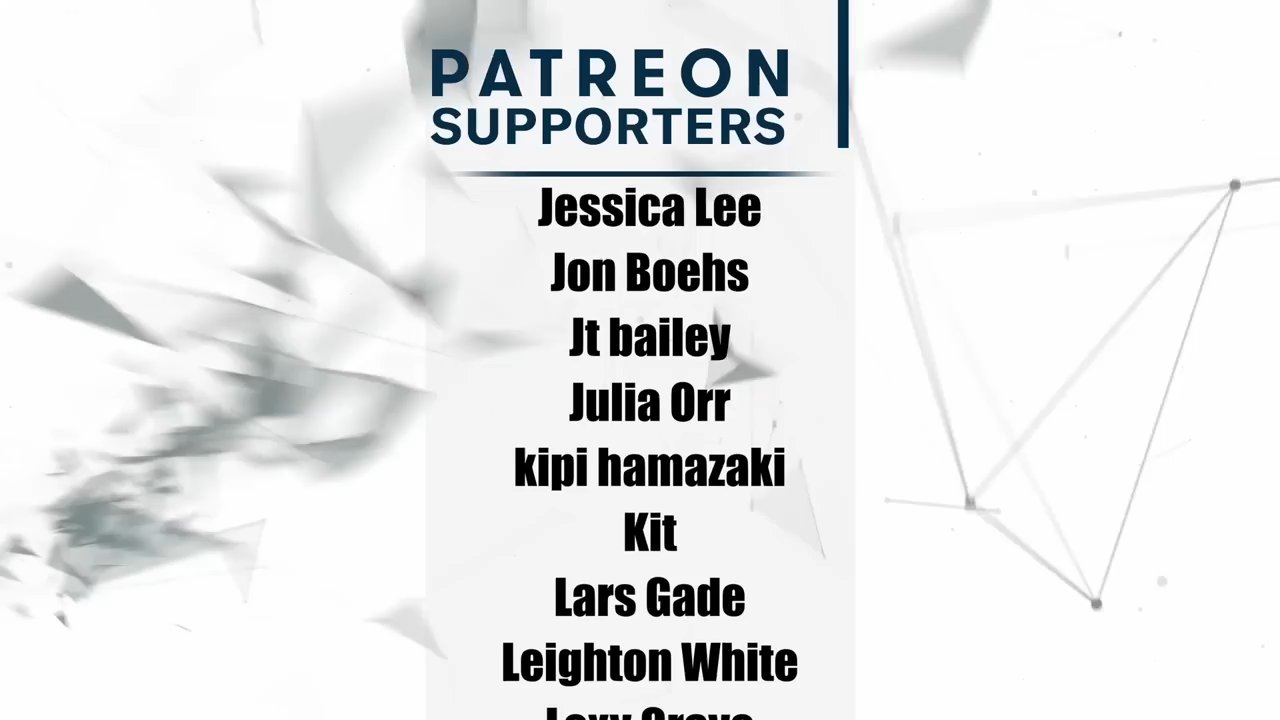 PATREON
SUPPORTERS
Jessica Lee
Jon Boehs
Jt bailey
Julia Orr
kipi hamazaki
Kit
Lars Gade
Leighton White